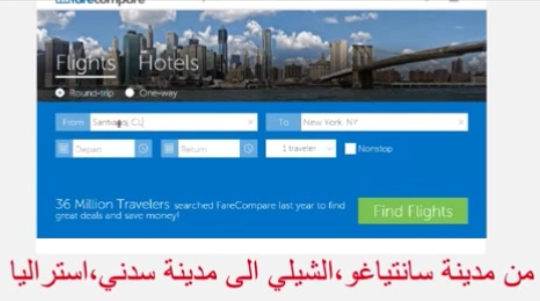 farecompare
Flights Hotels
Round-trip One-way
From Santiago, CL × To New York, NY ×
Depart Return 1 traveler Nonstop
36 Million Travelers searched FareCompare last year to find
great deals and save money!
Find Flights
من مدينة سانتياغو،الشيلي الى مدينة سدني،استراليا